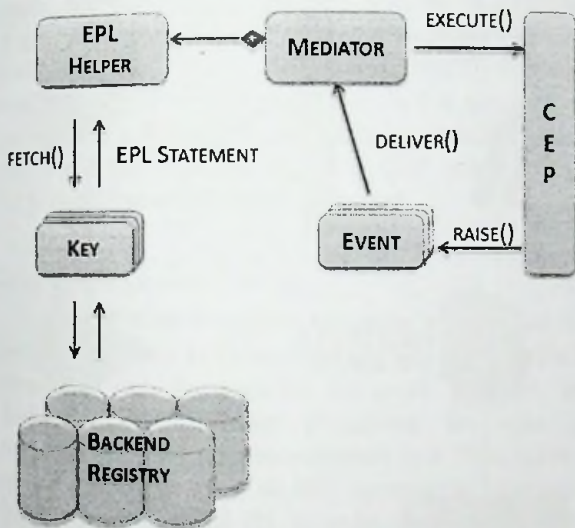 EPL
HELPER
MEDIATOR
EXECUTE()
C
E
P
FETCH()
EPL STATEMENT
DELIVER()
KEY
EVENT
RAISE()
BACKEND
REGISTRY